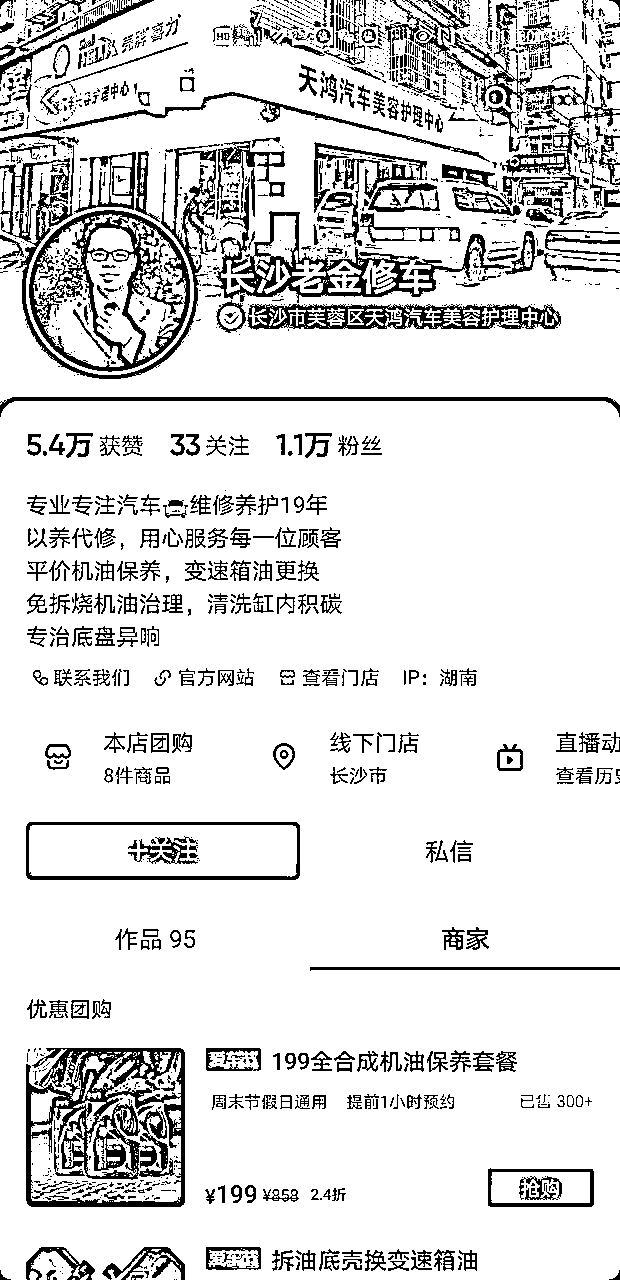 壳牌喜力
天鸿汽车美容护理中心
长沙老金修车
长沙市芙蓉区天鸿汽车美容护理中心
5.4万 获赞 33 关注 1.1万 粉丝
专业专注汽车🚘维修养护19年
以养代修，用心服务每一位顾客
平价机油保养，变速箱油更换
免拆烧机油治理，清洗缸内积碳
专治底盘异响
联系我们 官方网站 查看门店 IP：湖南
本店团购 线下门店 直播动
8件商品 长沙市 查看历史
+关注 私信
作品 95 商家
优惠团购
爱车的 199全合成机油保养套餐
周末节假日通用 提前1小时预约 已售 300+
¥199 ¥858 2.4折 抢购
拆油底壳换变速箱油